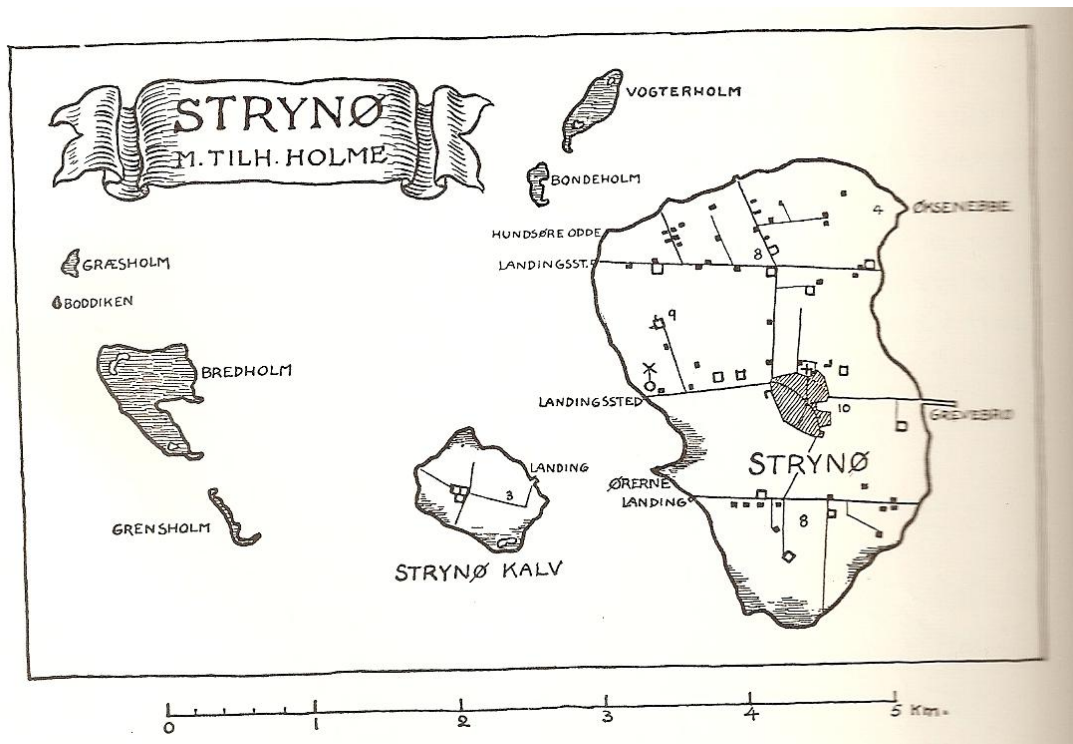 STRYNØ
M. TILH. HOLME
VOGTERHOLM
BONDEHOLM
4 ØKSENEBBE
HUNDSØRE ODDE
8
LANDINGSST.
GRÆSHOLM
BODDIKEN
9
BREDHOLM
LANDINGSSTED
10
GREVEBRO
STRYNØ
LANDING
3
ØRERNE
LANDING
GRENSHOLM
8
STRYNØ KALV
0 1 2 3 4 5 Km.